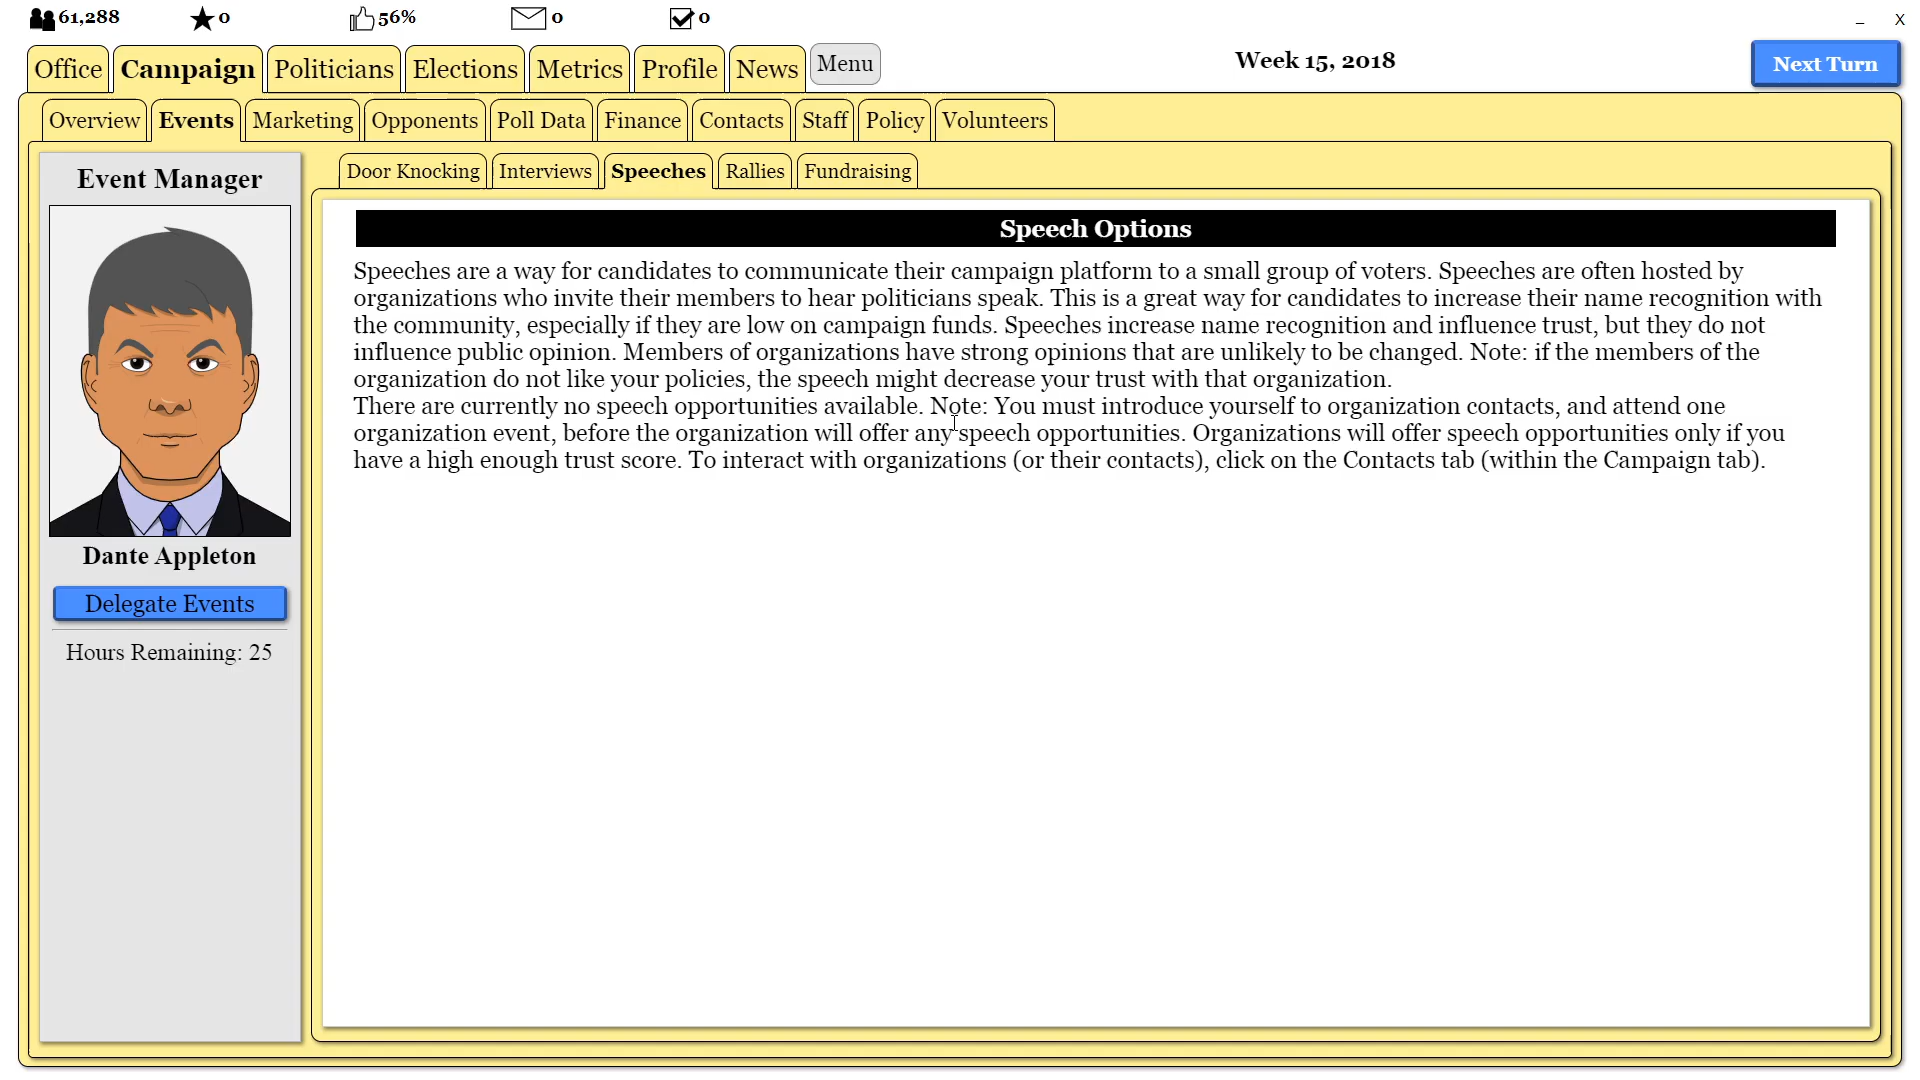 61,288 0 56% 0 0 _ X
Office Campaign Politicians Elections Metrics Profile News Menu Week 15, 2018 Next Turn
Overview Events Marketing Opponents Poll Data Finance Contacts Staff Policy Volunteers
Event Manager
Door Knocking Interviews Speeches Rallies Fundraising
Speech Options
Speeches are a way for candidates to communicate their campaign platform to a small group of voters. Speeches are often hosted by
organizations who invite their members to hear politicians speak. This is a great way for candidates to increase their name recognition with
the community, especially if they are low on campaign funds. Speeches increase name recognition and influence trust, but they do not
influence public opinion. Members of organizations have strong opinions that are unlikely to be changed. Note: if the members of the
organization do not like your policies, the speech might decrease your trust with that organization.
There are currently no speech opportunities available. Note: You must introduce yourself to organization contacts, and attend one
organization event, before the organization will offer any speech opportunities. Organizations will offer speech opportunities only if you
have a high enough trust score. To interact with organizations (or their contacts), click on the Contacts tab (within the Campaign tab).
Dante Appleton
Delegate Events
Hours Remaining: 25